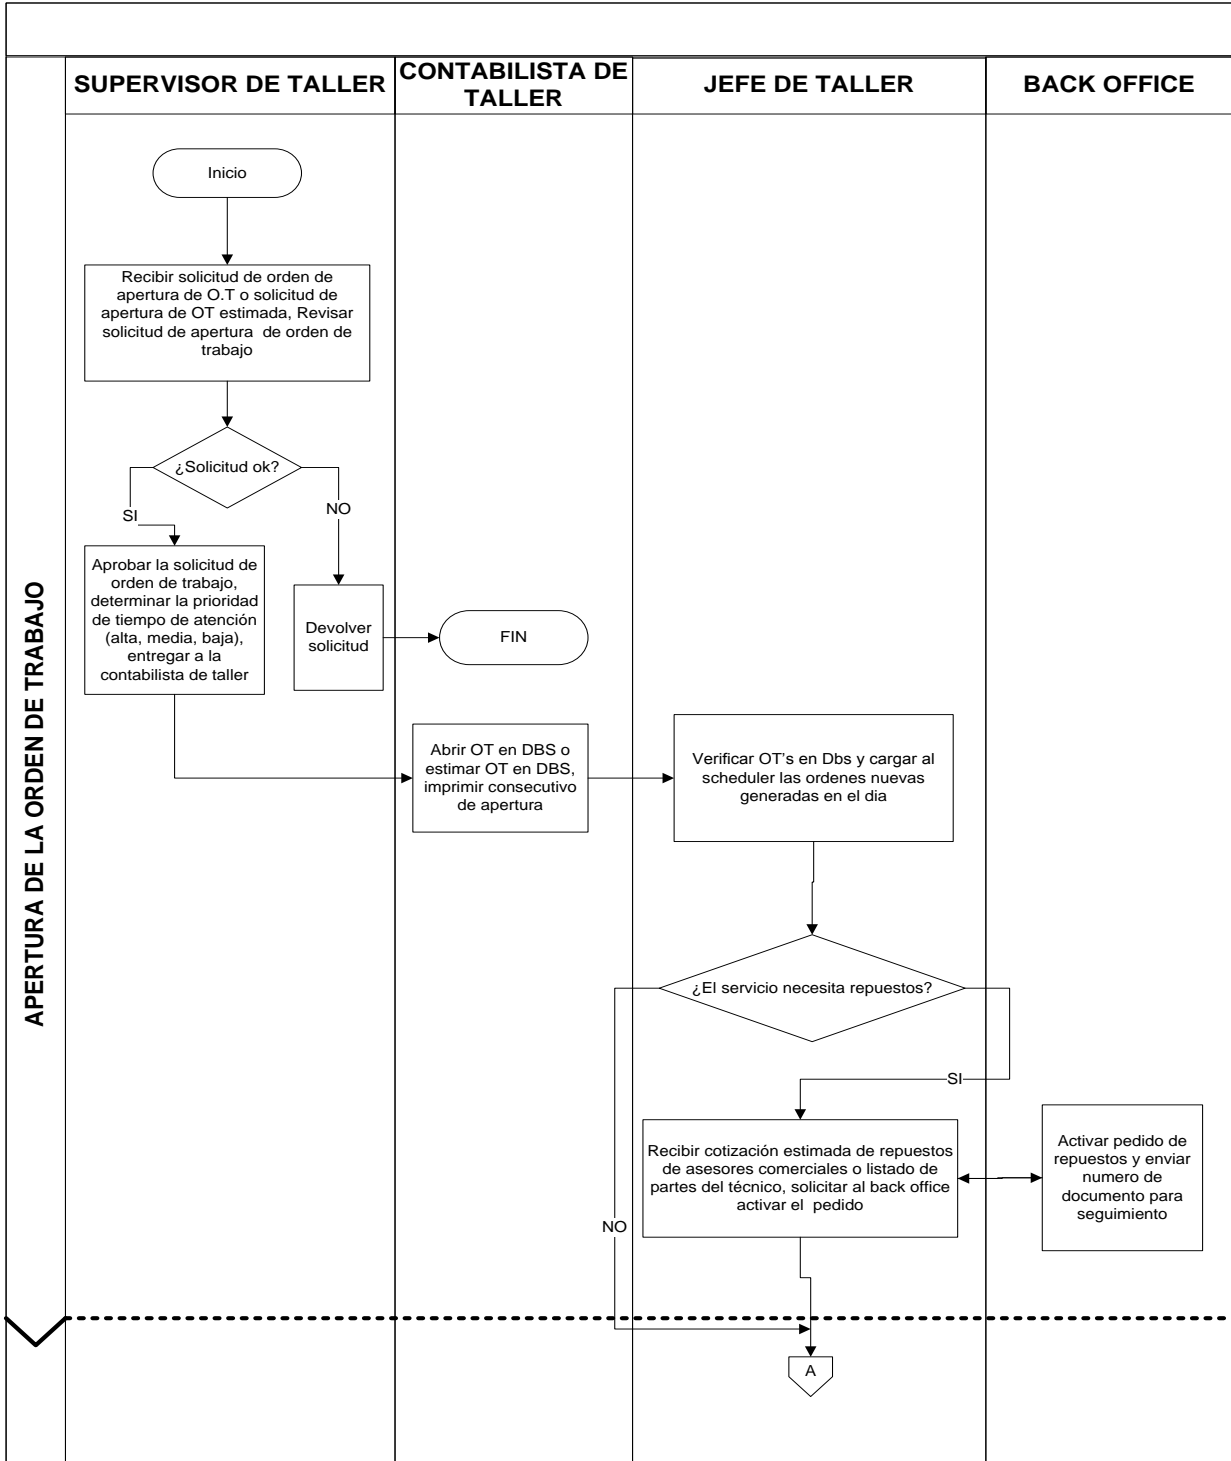 SUPERVISOR DE TALLER
CONTABILISTA DE
TALLER
JEFE DE TALLER
BACK OFFICE
APERTURA DE LA ORDEN DE TRABAJO
Inicio
Recibir solicitud de orden de
apertura de O.T o solicitud de
apertura de OT estimada, Revisar
solicitud de apertura de orden de
trabajo
¿Solicitud ok?
SI
NO
Aprobar la solicitud de
orden de trabajo,
determinar la prioridad
de tiempo de atención
(alta, media, baja),
entregar a la
contabilista de taller
Devolver
solicitud
FIN
Abrir OT en DBS o
estimar OT en DBS,
imprimir consecutivo
de apertura
Verificar OT's en Dbs y cargar al
scheduler las ordenes nuevas
generadas en el dia
¿El servicio necesita repuestos?
SI
NO
Recibir cotización estimada de repuestos
de asesores comerciales o listado de
partes del técnico, solicitar al back office
activar el pedido
Activar pedido de
repuestos y enviar
numero de
documento para
seguimiento
A